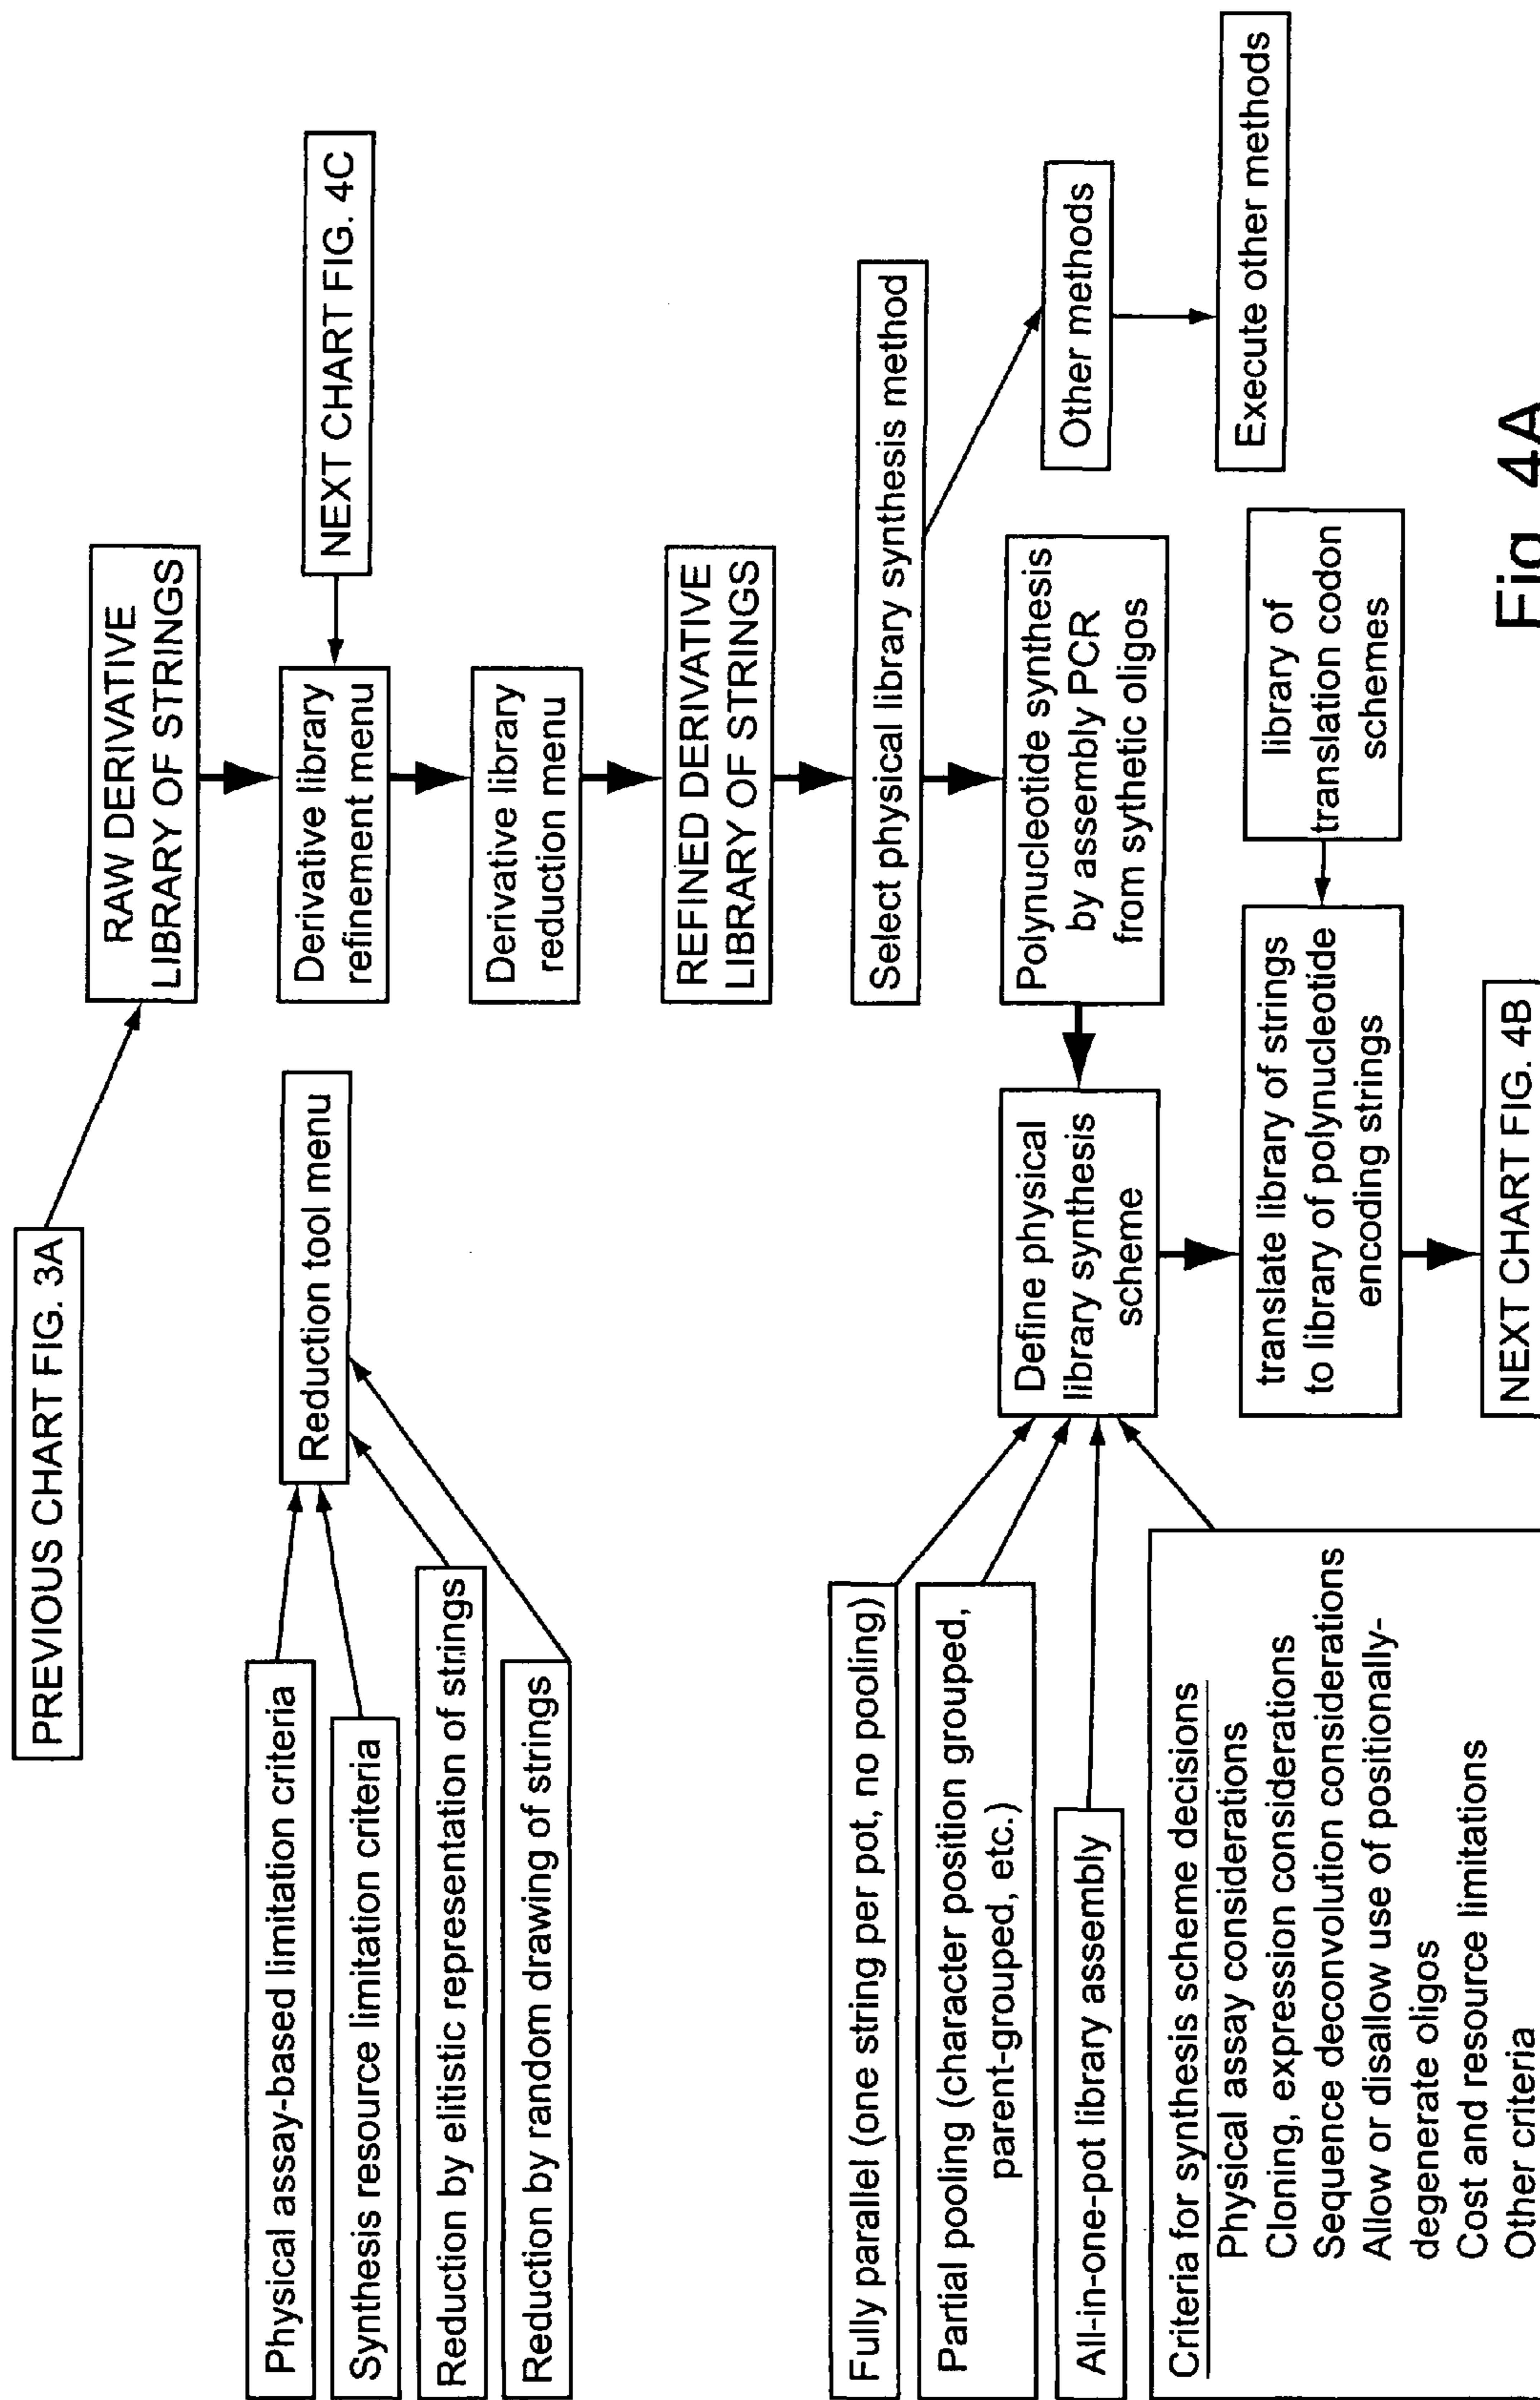 PREVIOUS CHART FIG. 3A
RAW DERIVATIVE
LIBRARY OF STRINGS
Physical assay-based limitation criteria
Synthesis resource limitation criteria
Reduction by elitistic representation of strings
Reduction by random drawing of strings
Reduction tool menu
Derivative library
refinement menu
NEXT CHART FIG. 4C
Derivative library
reduction menu
REFINED DERIVATIVE
LIBRARY OF STRINGS
Select physical library synthesis method
Other methods
Execute other methods
Fully parallel (one string per pot, no pooling)
Partial pooling (character position grouped,
parent-grouped, etc.)
All-in-one-pot library assembly
Criteria for synthesis scheme decisions
Physical assay considerations
Cloning, expression considerations
Sequence deconvolution considerations
Allow or disallow use of positionally-
degenerate oligos
Cost and resource limitations
Other criteria
Define physical
library synthesis
scheme
Polynucleotide synthesis
by assembly PCR
from sythetic oligos
translate library of strings
to library of polynucleotide
encoding strings
library of
translation codon
schemes
NEXT CHART FIG. 4B
Fig. 4A